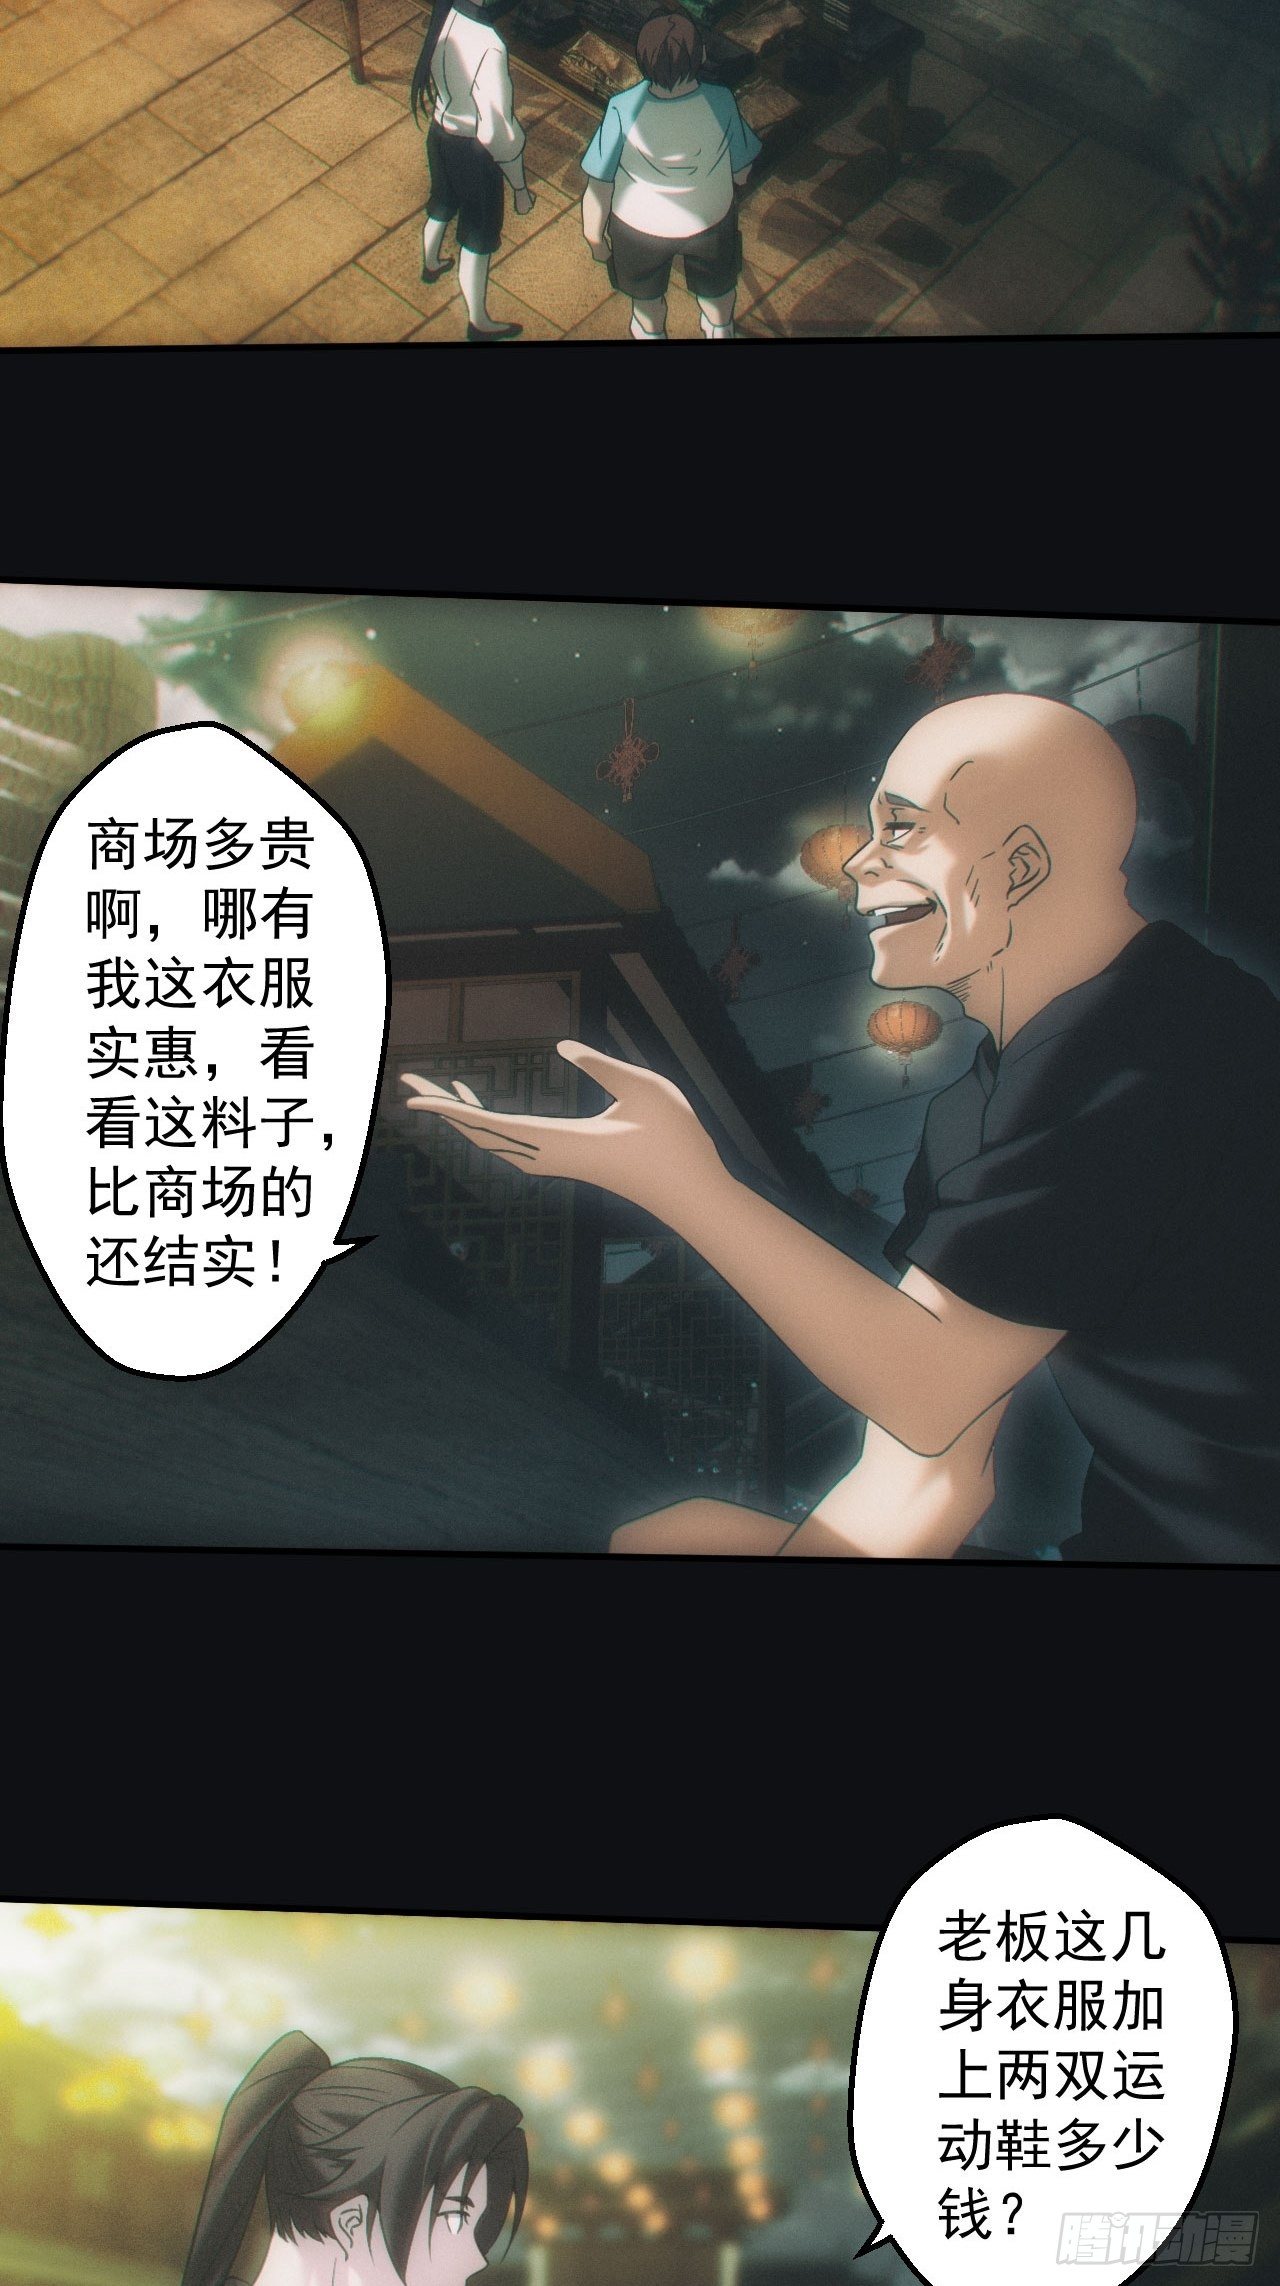 商场多贵
啊，哪有
我这衣服
实惠，看
看这料子，
比商场的
还结实！
老板这几
身衣服加
上两双运
动鞋多少
钱？
腾讯动漫